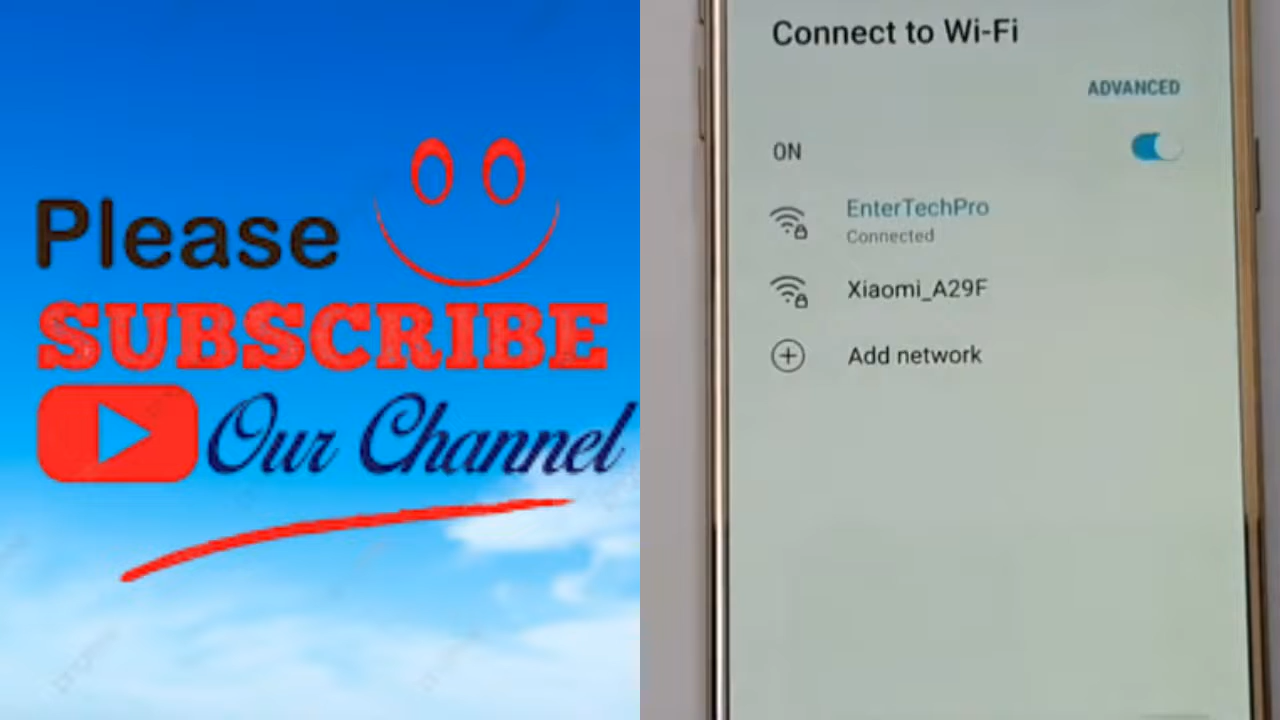 Please
SUBSCRIBE
Our Channel
Connect to Wi-Fi
ADVANCED
ON
EnterTechPro
Connected
Xiaomi_A29F
Add network